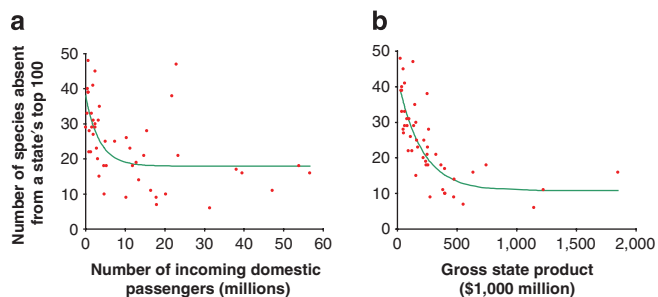 a
Number of species absent
from a state's top 100
50
40
30
20
10
0
0 10 20 30 40 50 60
Number of incoming domestic
passengers (millions)
b
50
40
30
20
10
0
0 500 1,000 1,500 2,000
Gross state product
($1,000 million)